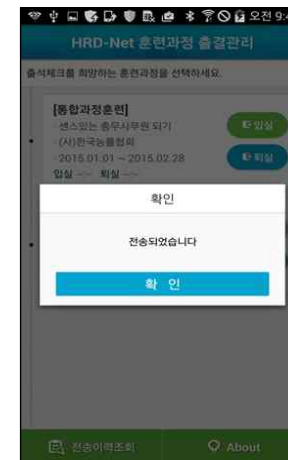 오전 9:4
HRD-Net 훈련과정 출결관리
출석체크를 희망하는 훈련과정을 선택하세요.
[통합과정훈련]
센스있는 총무사무원 되기
(사)한국능률협회
2015.01.01 ~ 2015.02.28
입실 --:-- 퇴실 --:--
입실
퇴실
확인
전송되었습니다
확 인
전송이력조회
About